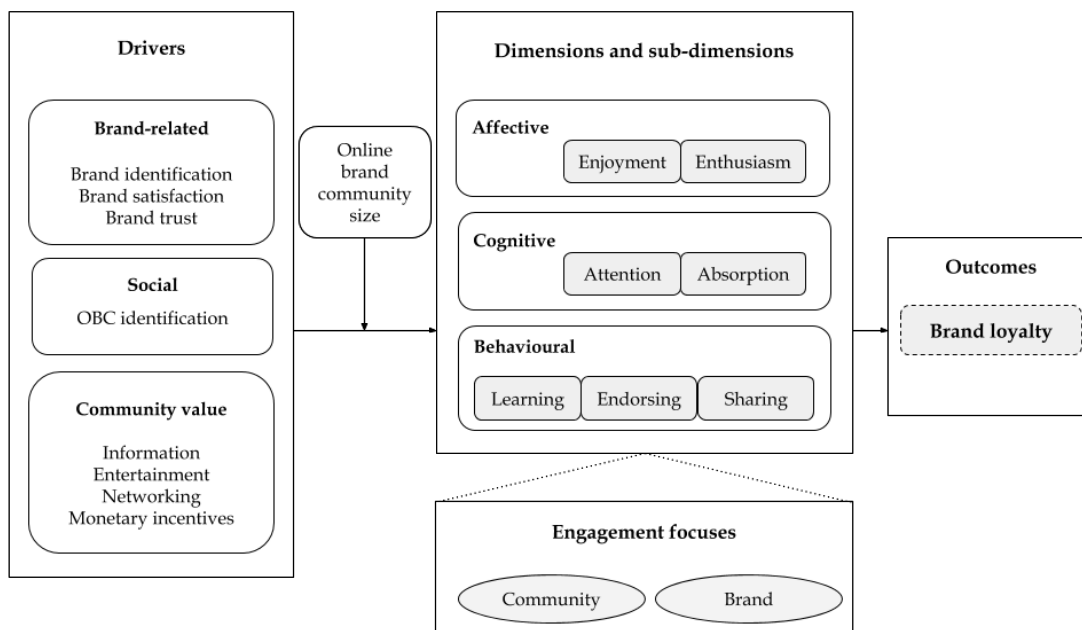 Drivers
Brand-related
Brand identification
Brand satisfaction
Brand trust
Social
OBC identification
Community value
Information
Entertainment
Networking
Monetary incentives
Online
brand
community
size
Dimensions and sub-dimensions
Affective
Enjoyment Enthusiasm
Cognitive
Attention Absorption
Behavioural
Learning Endorsing Sharing
Engagement focuses
Community Brand
Outcomes
Brand loyalty